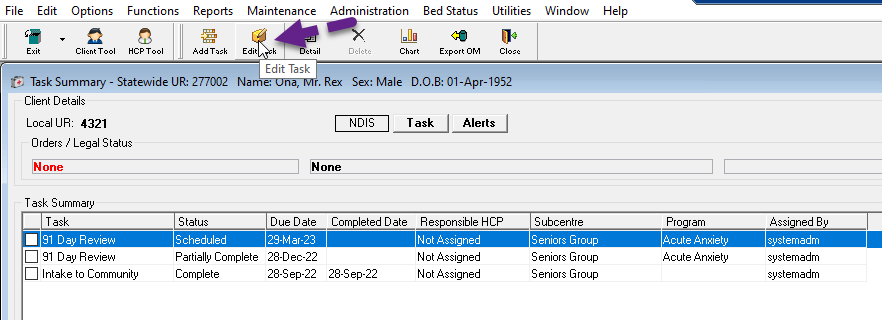 File Edit Options Functions Reports Maintenance Administration Bed Status Utilities Window Help
Exit Client Tool HCP Tool Add Task Edit Task Detail Delete Chart Export OM Close
Edit Task
Task Summary - Statewide UR: 277002 Name: Ona, Mr. Rex Sex: Male D.O.B: 01-Apr-1952
Client Details
Local UR: 4321 NDIS Task Alerts
Orders / Legal Status
None None
Task Summary
Task Status Due Date Completed Date Responsible HCP Subcentre Program Assigned By
91 Day Review Scheduled 29-Mar-23 Not Assigned Seniors Group Acute Anxiety systemadm
91 Day Review Partially Complete 28-Dec-22 Not Assigned Seniors Group Acute Anxiety systemadm
Intake to Community Complete 28-Sep-22 28-Sep-22 Not Assigned Seniors Group systemadm